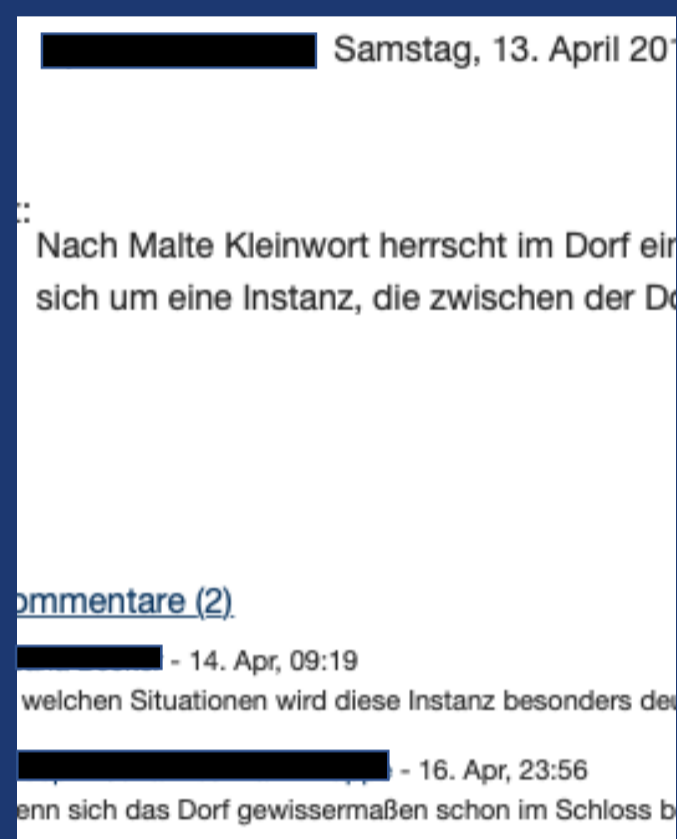 Samstag, 13. April 20
:
Nach Malte Kleinwort herrscht im Dorf
sich um eine Instanz, die zwischen der
ommentare (2)
- 14. Apr, 09:19
welchen Situationen wird diese Instanz besonders
- 16. Apr, 23:56
enn sich das Dorf gewissermaßen schon im Schloss